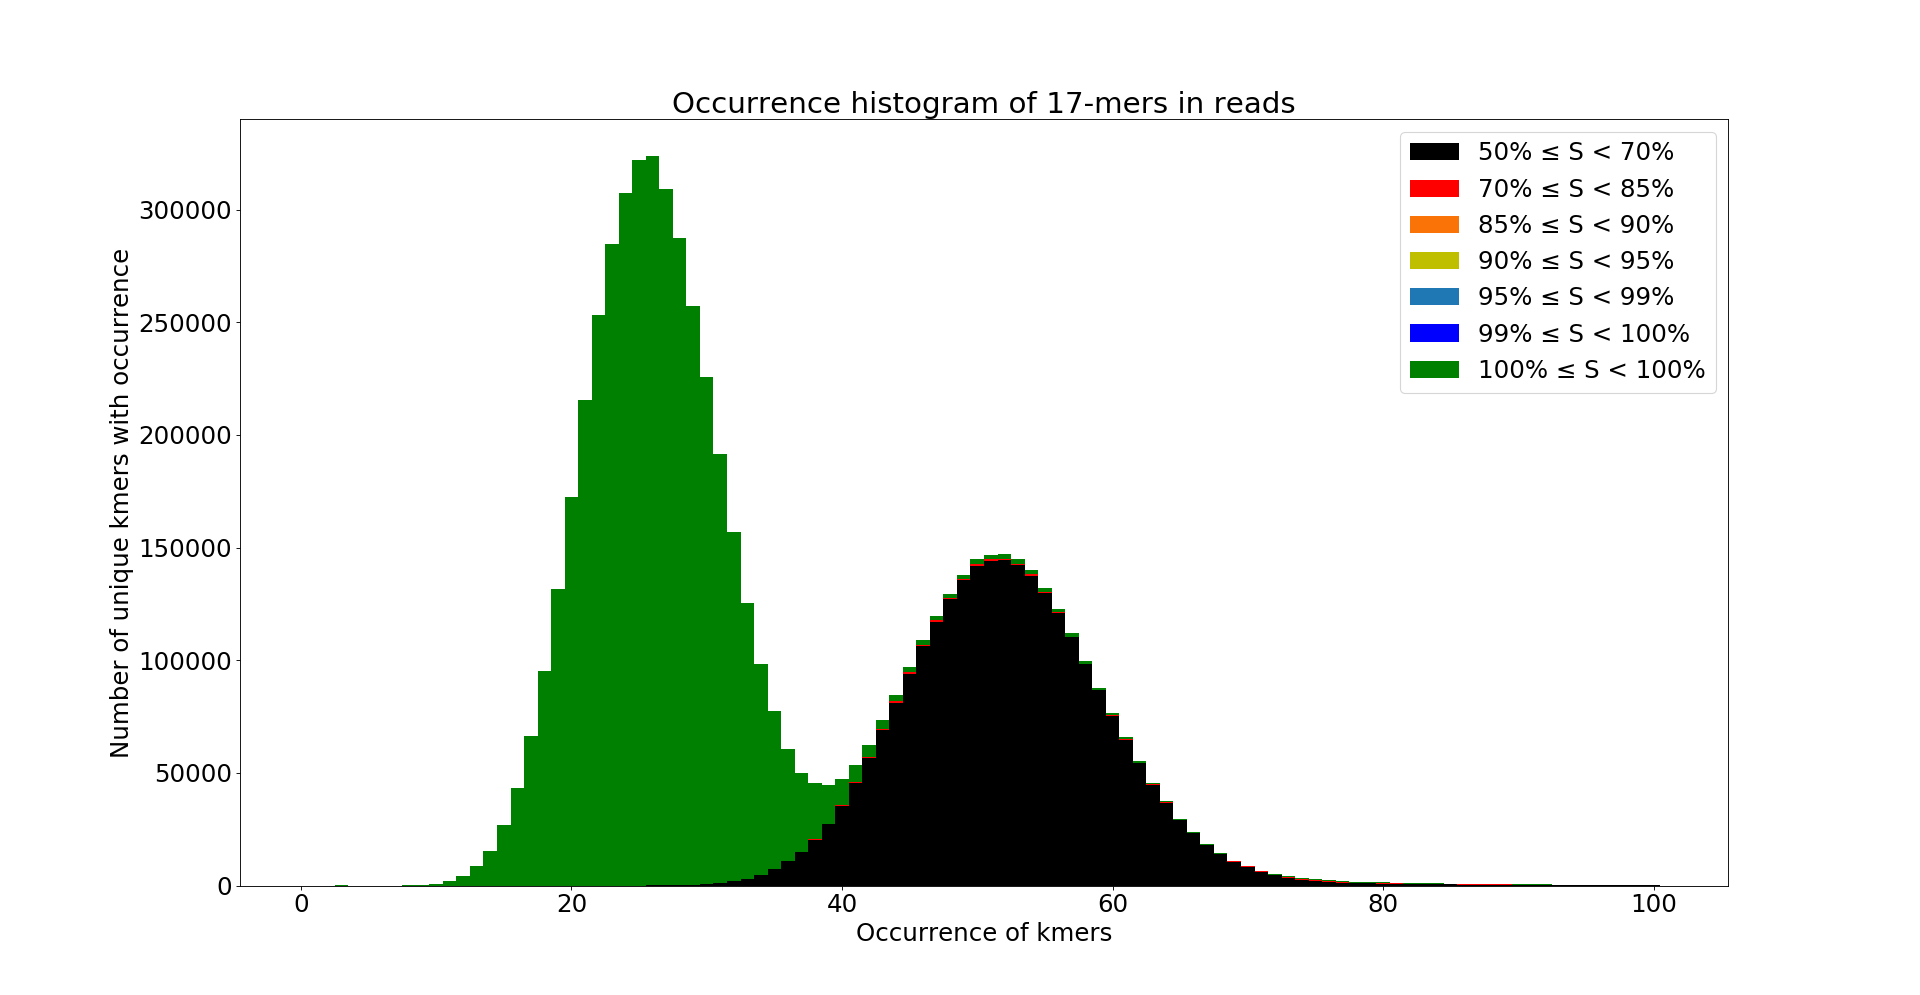 Occurrence histogram of 17-mers in reads
50% ≤ S < 70%
70% ≤ S < 85%
85% ≤ S < 90%
90% ≤ S < 95%
95% ≤ S < 99%
99% ≤ S < 100%
100% ≤ S < 100%
Number of unique kmers with occurrence
300000
250000
200000
150000
100000
50000
0
0 20 40 60 80 100
Occurrence of kmers